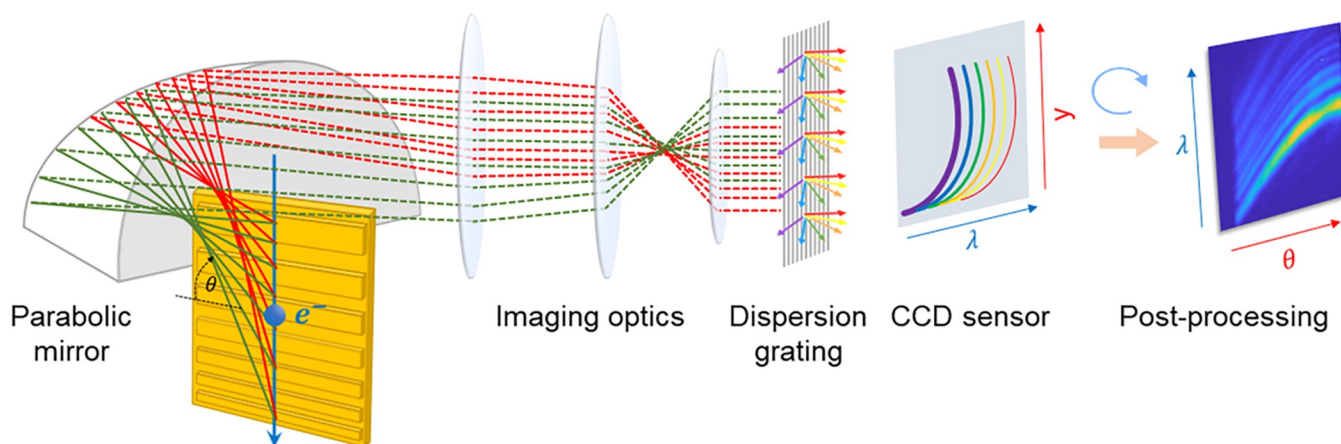 θ
e⁻
λ
y
λ
θ
Parabolic
mirror
Imaging optics
Dispersion
grating
CCD sensor
Post-processing